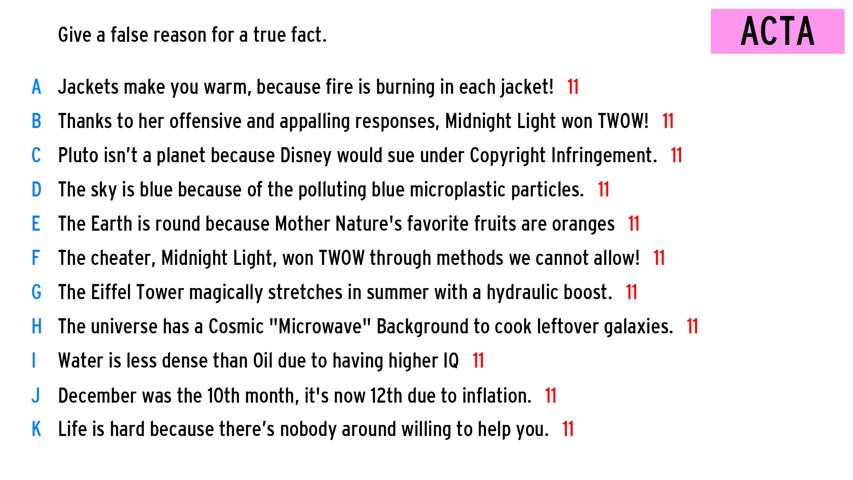 Give a false reason for a true fact.
ACTA
A Jackets make you warm, because fire is burning in each jacket! 11
B Thanks to her offensive and appalling responses, Midnight Light won TWOW! 11
C Pluto isn’t a planet because Disney would sue under Copyright Infringement. 11
D The sky is blue because of the polluting blue microplastic particles. 11
E The Earth is round because Mother Nature's favorite fruits are oranges 11
F The cheater, Midnight Light, won TWOW through methods we cannot allow! 11
G The Eiffel Tower magically stretches in summer with a hydraulic boost. 11
H The universe has a Cosmic "Microwave" Background to cook leftover galaxies. 11
I Water is less dense than Oil due to having higher IQ 11
J December was the 10th month, it's now 12th due to inflation. 11
K Life is hard because there’s nobody around willing to help you. 11